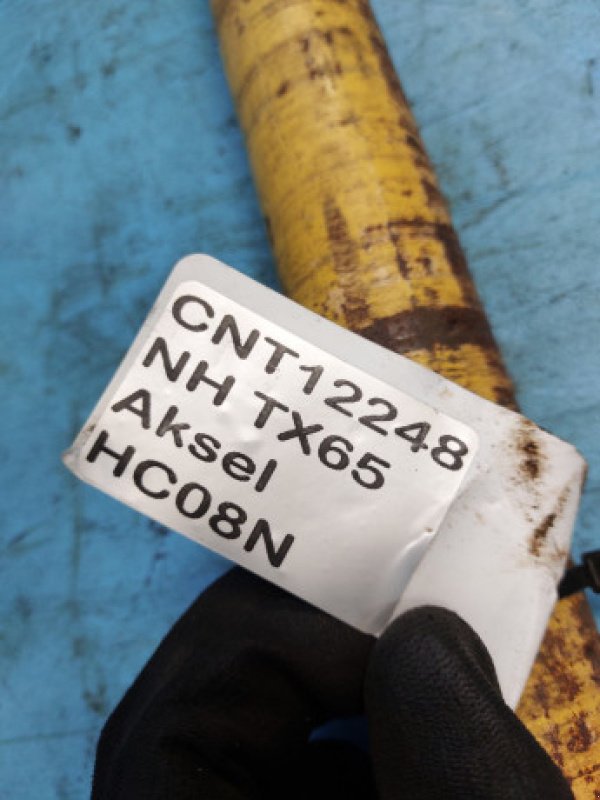 CNT12248
NH TX65
Aksel
HC08N